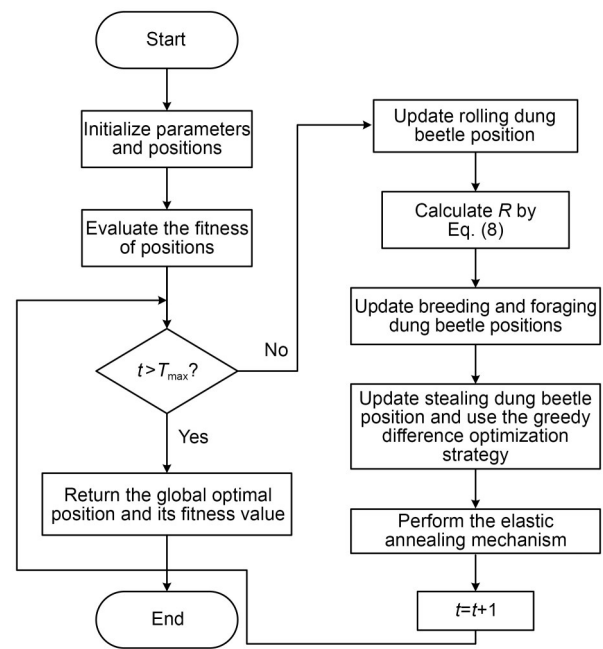 Start
Initialize parameters
and positions
Evaluate the fitness
of positions
t>Tmax?
No
Yes
Return the global optimal
position and its fitness value
End
Update rolling dung
beetle position
Calculate R by
Eq. (8)
Update breeding and foraging
dung beetle positions
Update stealing dung beetle
position and use the greedy
difference optimization
strategy
Perform the elastic
annealing mechanism
t=t+1